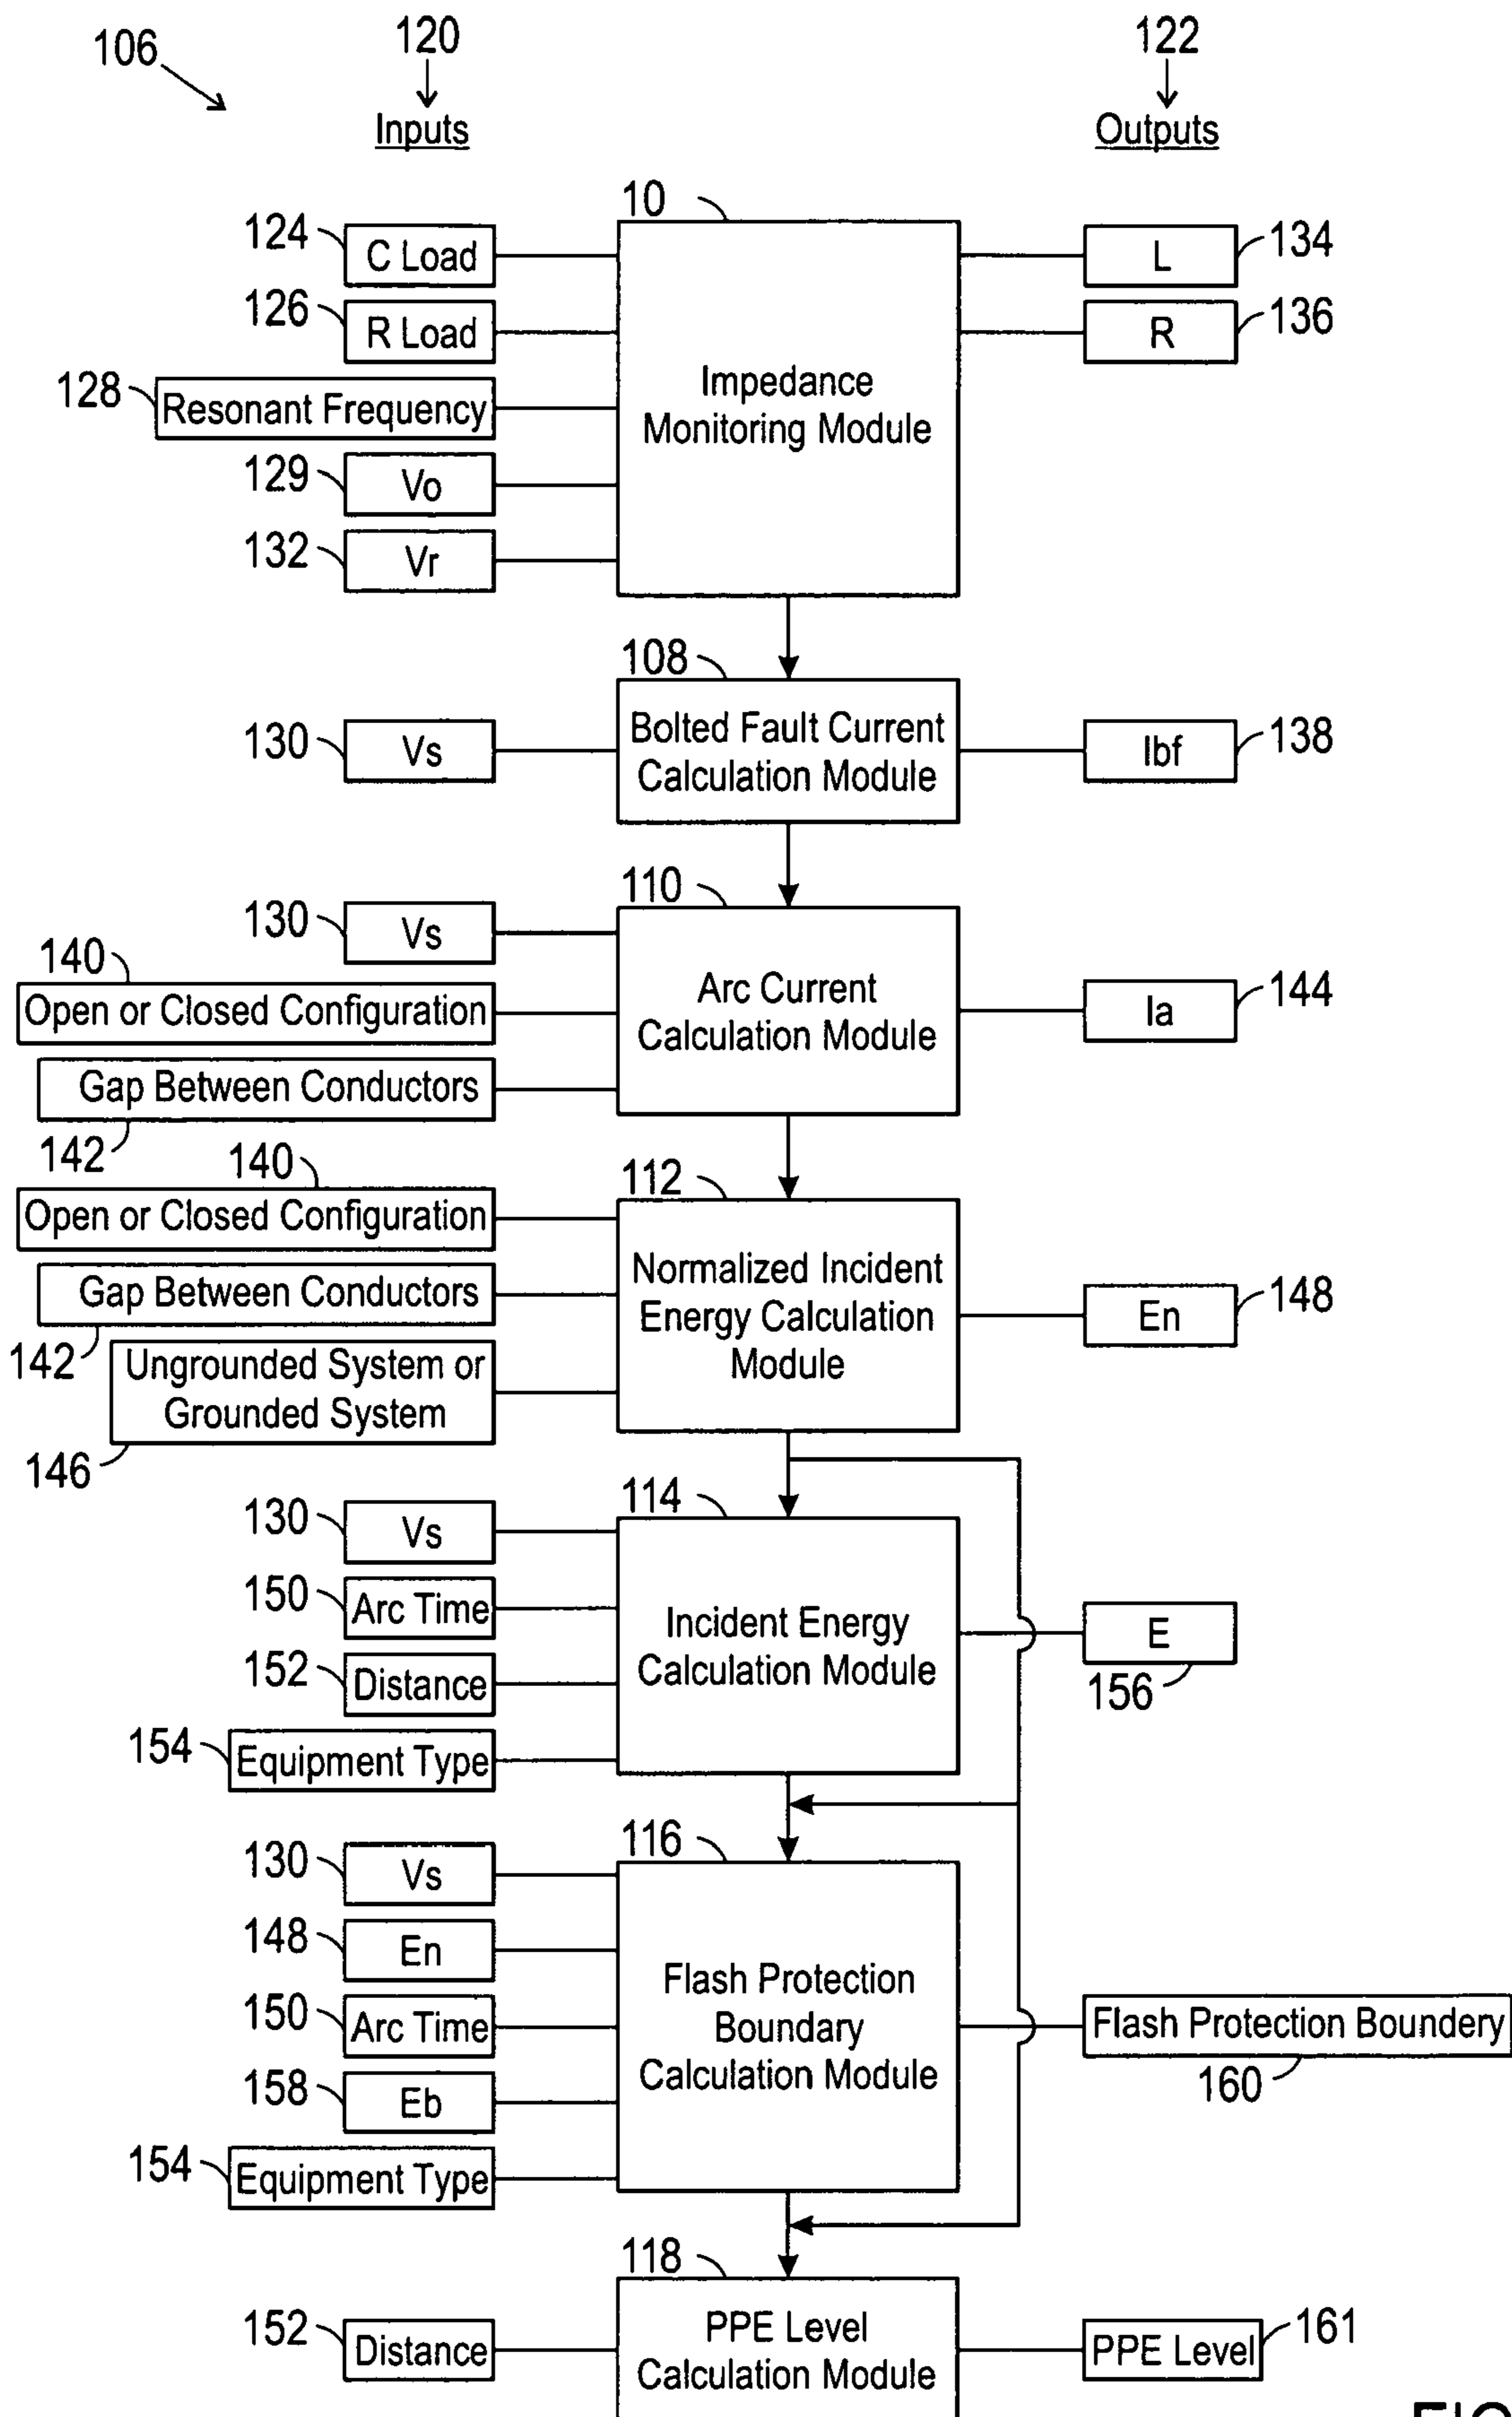 106
120
122
Inputs
Outputs
10
124
C Load
L
134
126
R Load
R
136
128
Resonant Frequency
Impedance
Monitoring Module
129
Vo
132
Vr
108
130
Vs
Bolted Fault Current
Calculation Module
Ibf
138
110
130
Vs
140
Open or Closed Configuration
Arc Current
Calculation Module
Ia
144
Gap Between Conductors
142
140
112
Open or Closed Configuration
Gap Between Conductors
142
Normalized Incident
Energy Calculation
Module
En
148
Ungrounded System or
Grounded System
146
114
130
Vs
150
Arc Time
Incident Energy
Calculation Module
E
156
152
Distance
154
Equipment Type
116
130
Vs
148
En
150
Arc Time
Flash Protection
Boundary
Calculation Module
Flash Protection Boundery
160
158
Eb
154
Equipment Type
118
152
Distance
PPE Level
Calculation Module
PPE Level
161